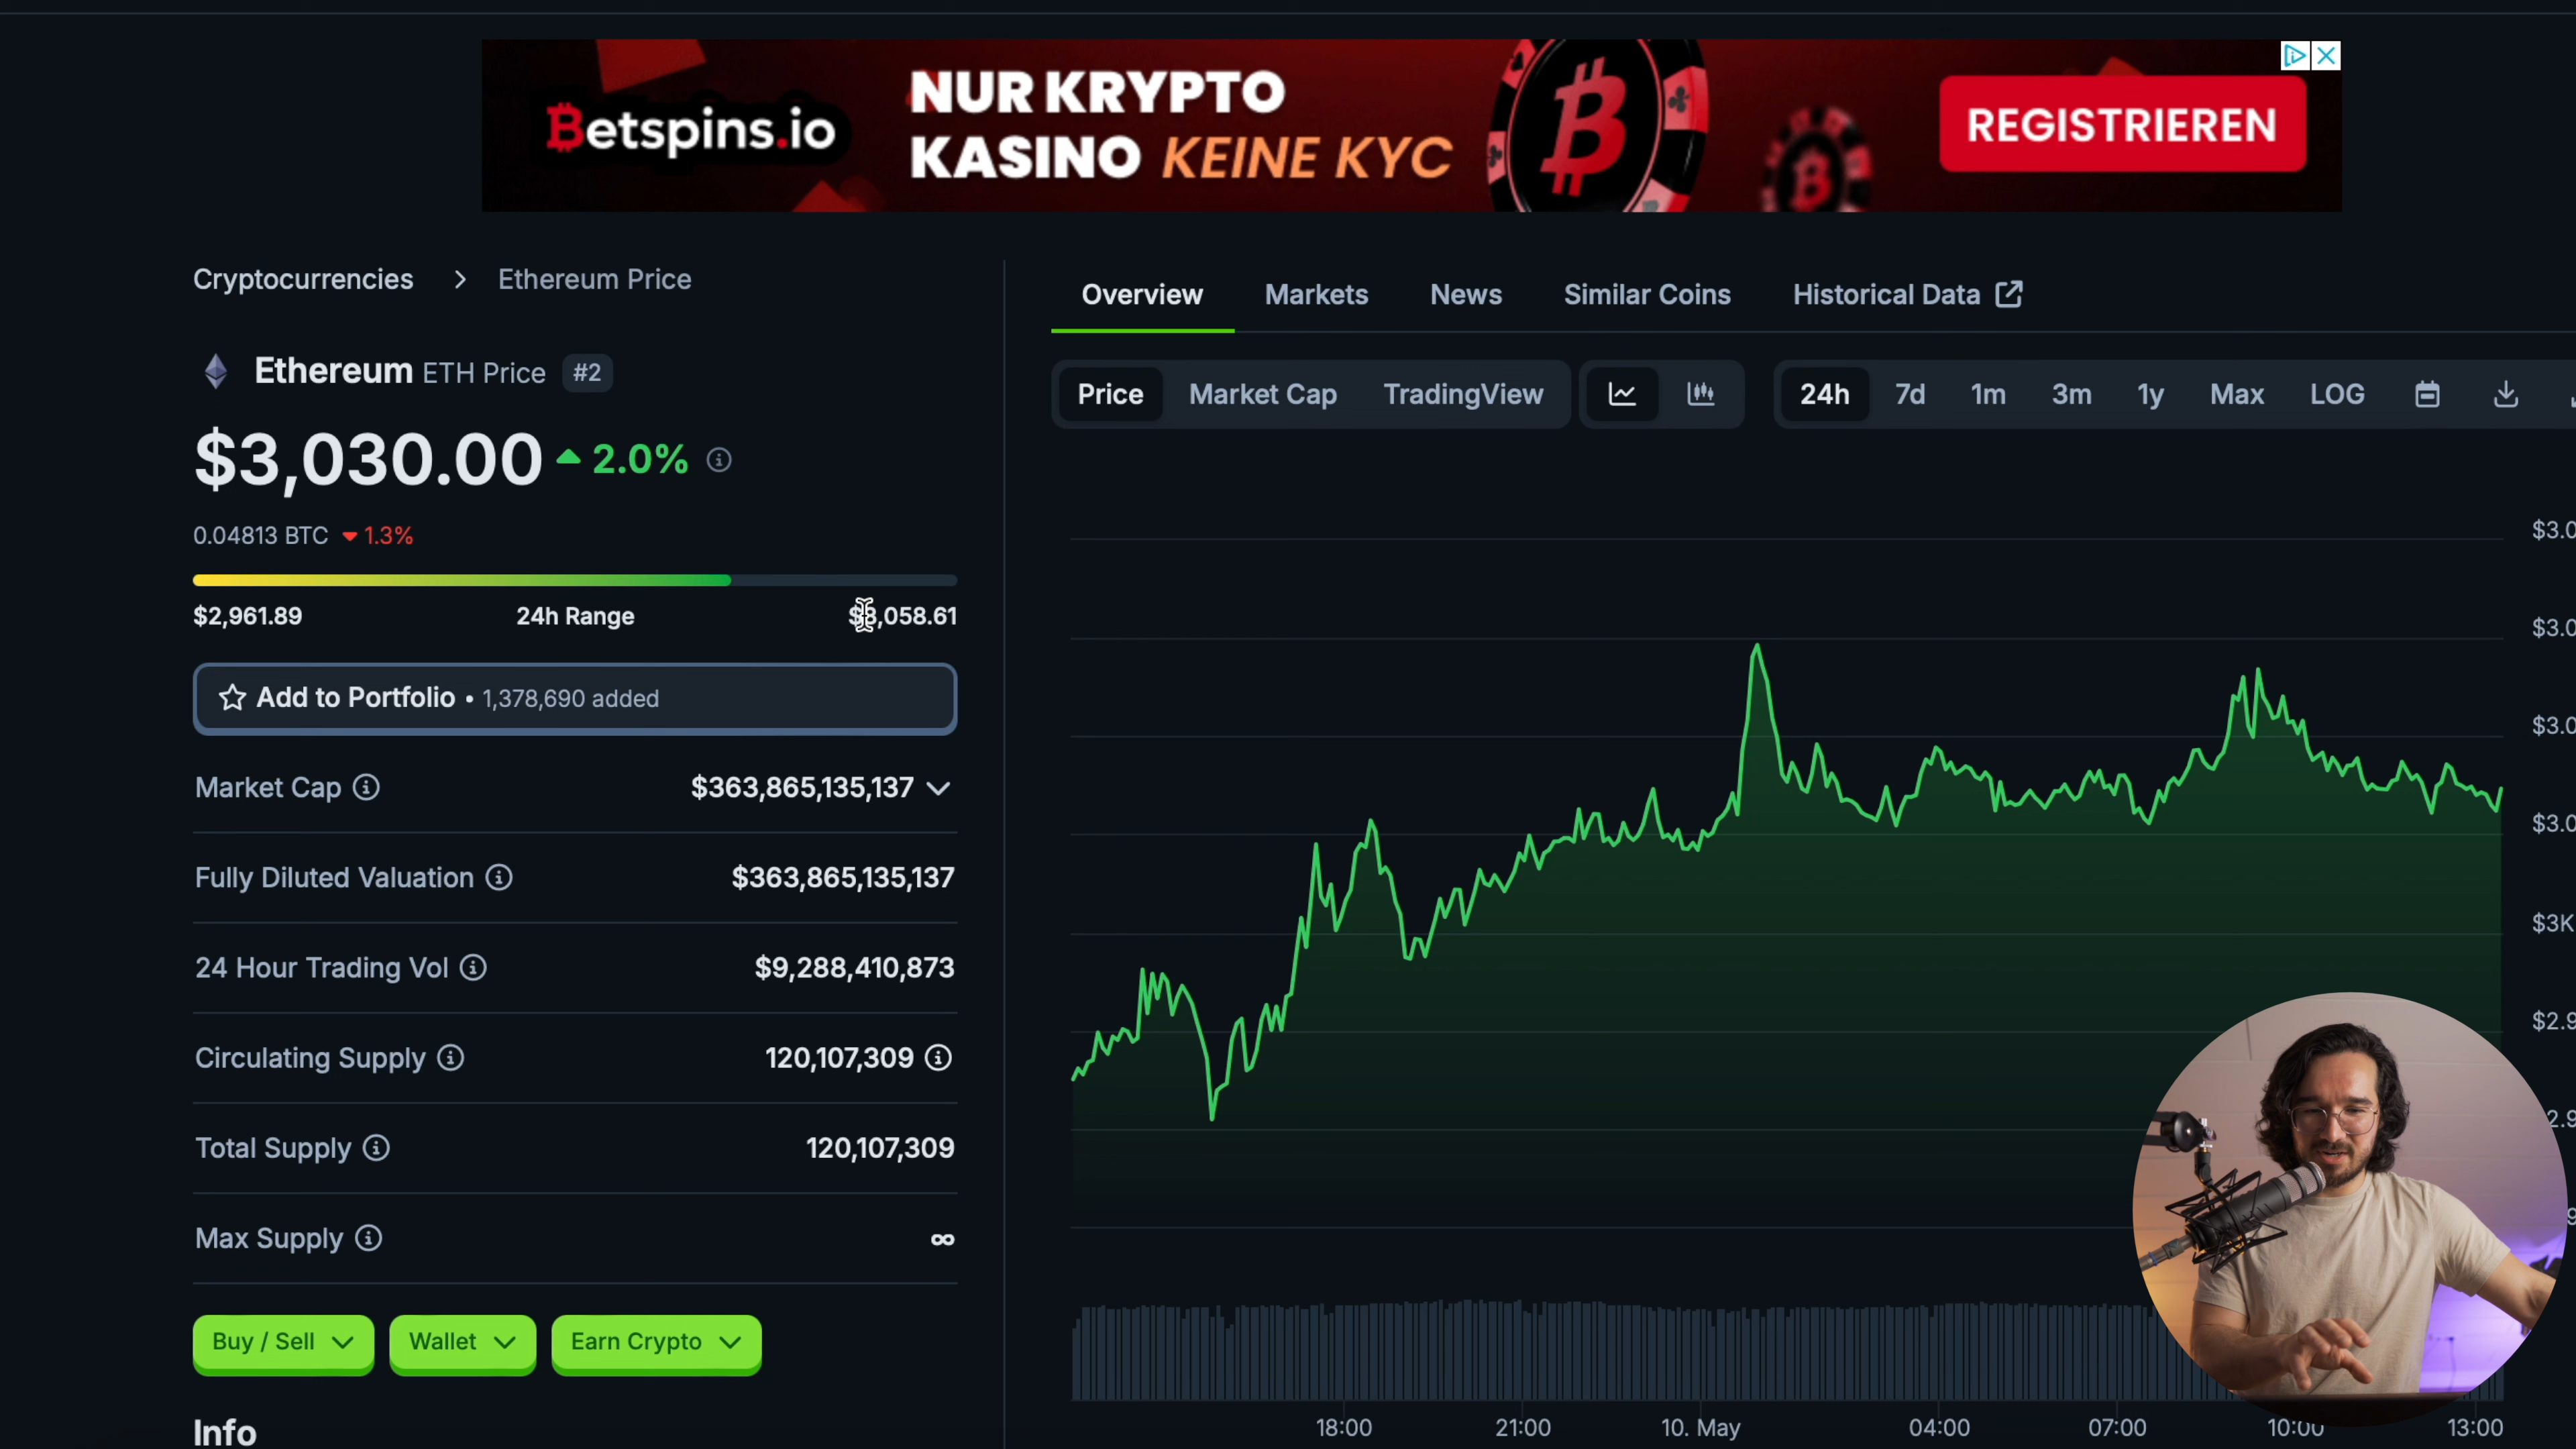 Betspins.io
NUR KRYPTO
KASINO KEINE KYC
REGISTRIEREN
Cryptocurrencies > Ethereum Price
Ethereum ETH Price #2
$3,030.00 2.0%
0.04813 BTC 1.3%
$2,961.89 24h Range $3,058.61
Add to Portfolio • 1,378,690 added
Market Cap $363,865,135,137
Fully Diluted Valuation $363,865,135,137
24 Hour Trading Vol $9,288,410,873
Circulating Supply 120,107,309
Total Supply 120,107,309
Max Supply ∞
Buy / Sell Wallet Earn Crypto
Info
Overview Markets News Similar Coins Historical Data
Price Market Cap TradingView 24h 7d 1m 3m 1y Max LOG
$3K
18:00 21:00 10. May 04:00 07:00 10:00 13:00